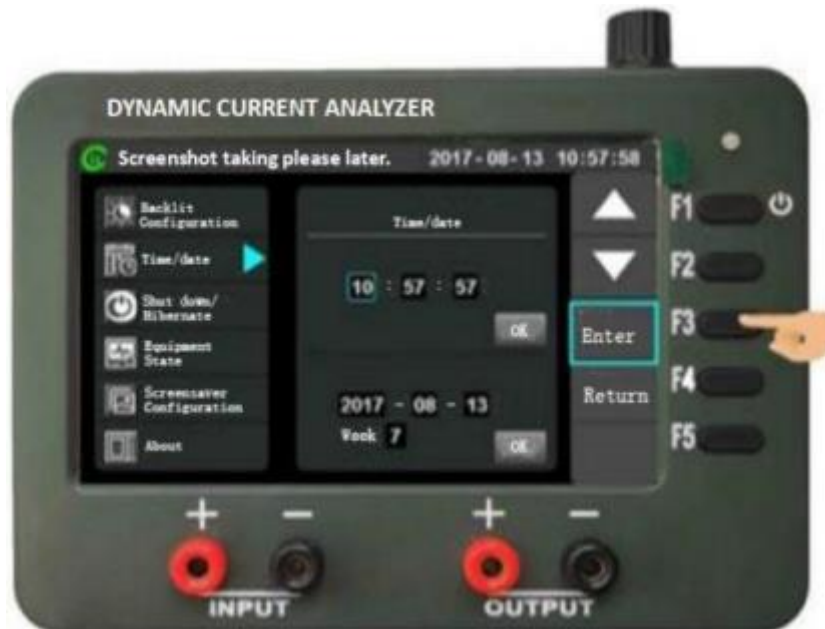 DYNAMIC CURRENT ANALYZER
Screenshot taking please later. 2017-08-13 10:57:58
Backlit
Configuration
Time/date
Shut down/
Hibernate
Equipment
State
Screensaver
Configuration
About
Time/date
10 : 57 : 57
OK
2017 - 08 - 13
Week 7
OK
Enter
Return
F1
F2
F3
F4
F5
+ − + −
INPUT OUTPUT